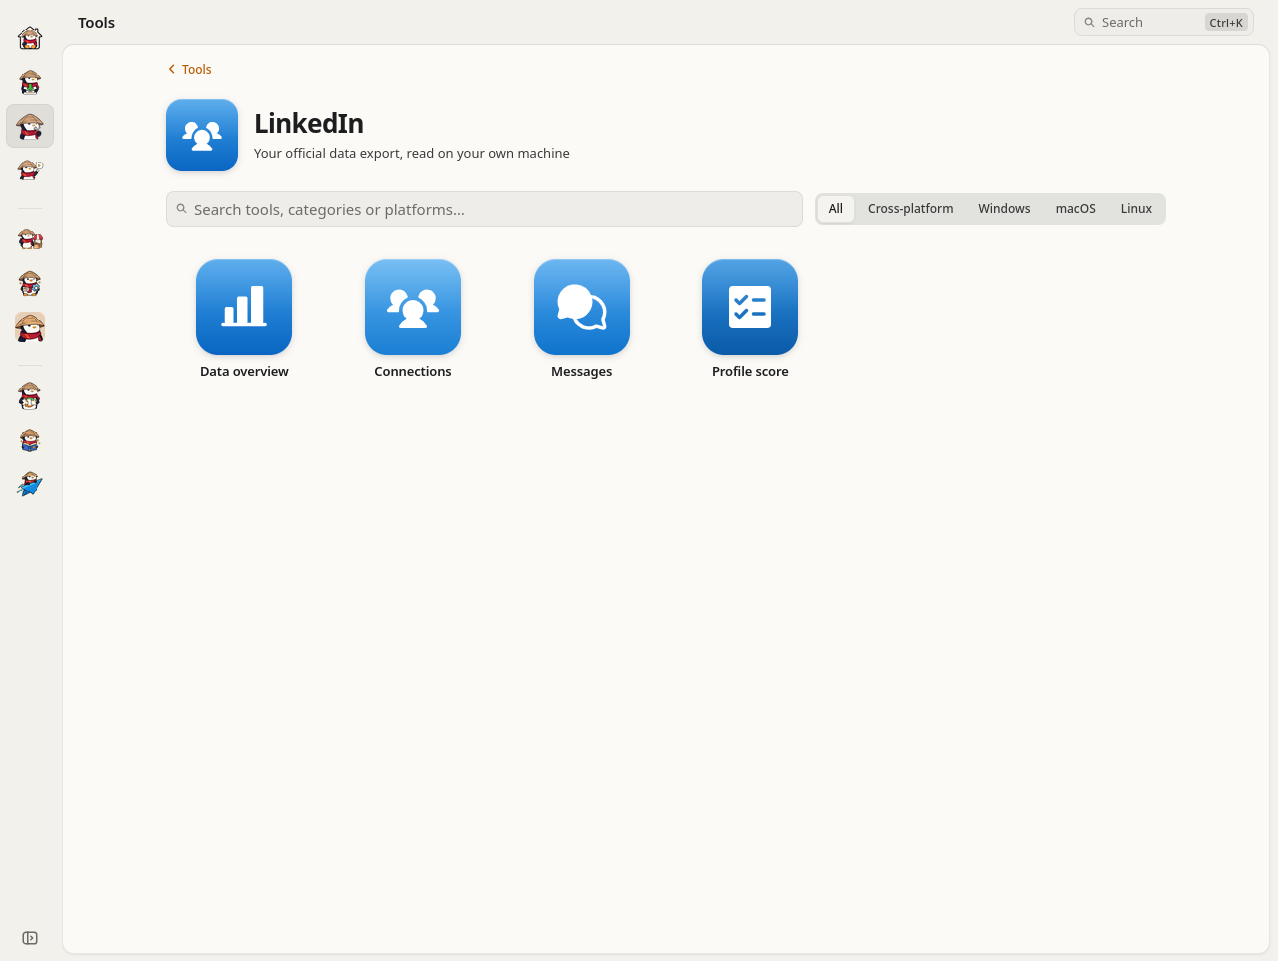 Tools
Search
Ctrl+K
Tools
LinkedIn
Your official data export, read on your own machine
Search tools, categories or platforms...
All
Cross-platform
Windows
macOS
Linux
Data overview
Connections
Messages
Profile score